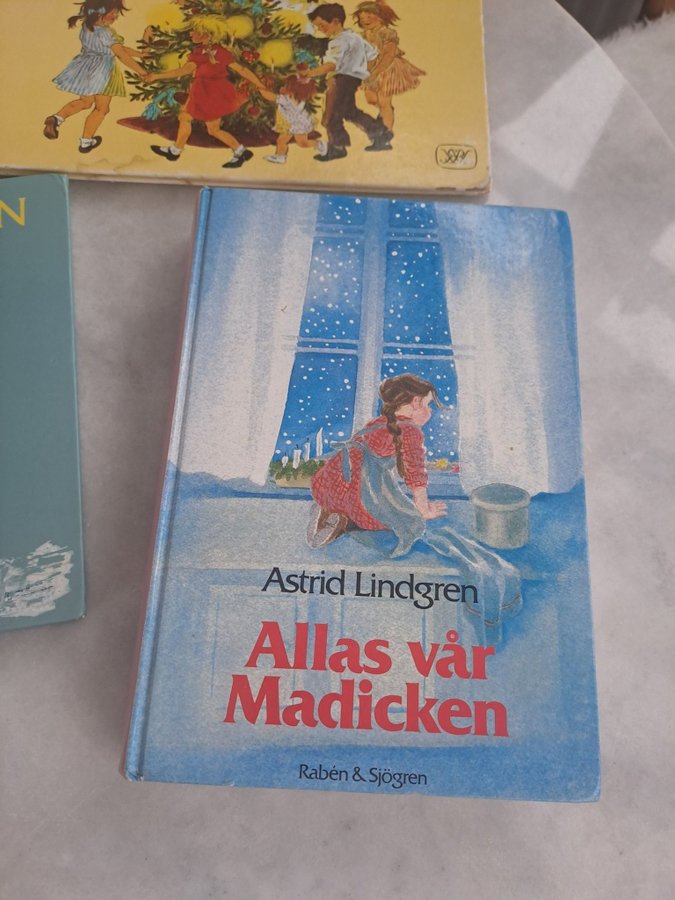 N
Astrid Lindgren
Allas vår
Madicken
Rabén & Sjögren